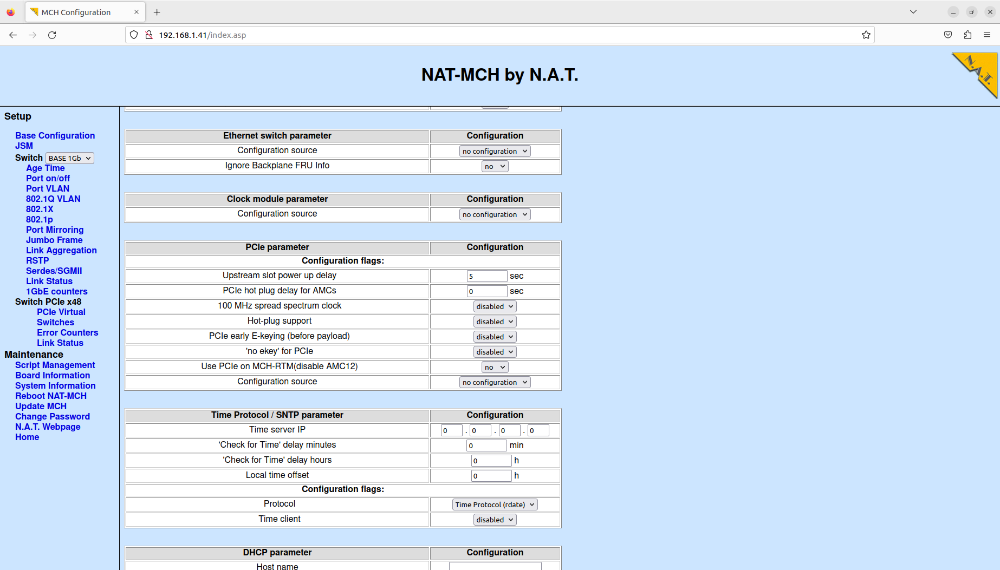 MCH Configuration
192.168.1.41/index.asp
NAT-MCH by N.A.T.
N.A.T.
Setup
Base Configuration
JSM
Switch BASE 1Gb
Age Time
Port on/off
Port VLAN
802.1Q VLAN
802.1X
802.1p
Port Mirroring
Jumbo Frame
Link Aggregation
RSTP
Serdes/SGMII
Link Status
1GbE counters
Switch PCIe x48
PCIe Virtual
Switches
Error Counters
Link Status
Maintenance
Script Management
Board Information
System Information
Reboot NAT-MCH
Update MCH
Change Password
N.A.T. Webpage
Home
Ethernet switch parameter Configuration
Configuration source no configuration
Ignore Backplane FRU Info no
Clock module parameter Configuration
Configuration source no configuration
PCIe parameter Configuration
Configuration flags:
Upstream slot power up delay 5 sec
PCIe hot plug delay for AMCs 0 sec
100 MHz spread spectrum clock disabled
Hot-plug support disabled
PCIe early E-keying (before payload) disabled
'no ekey' for PCIe disabled
Use PCIe on MCH-RTM(disable AMC12) no
Configuration source no configuration
Time Protocol / SNTP parameter Configuration
Time server IP 0 . 0 . 0 . 0
'Check for Time' delay minutes 0 min
'Check for Time' delay hours 0 h
Local time offset 0 h
Configuration flags:
Protocol Time Protocol (rdate)
Time client disabled
DHCP parameter Configuration
Host name